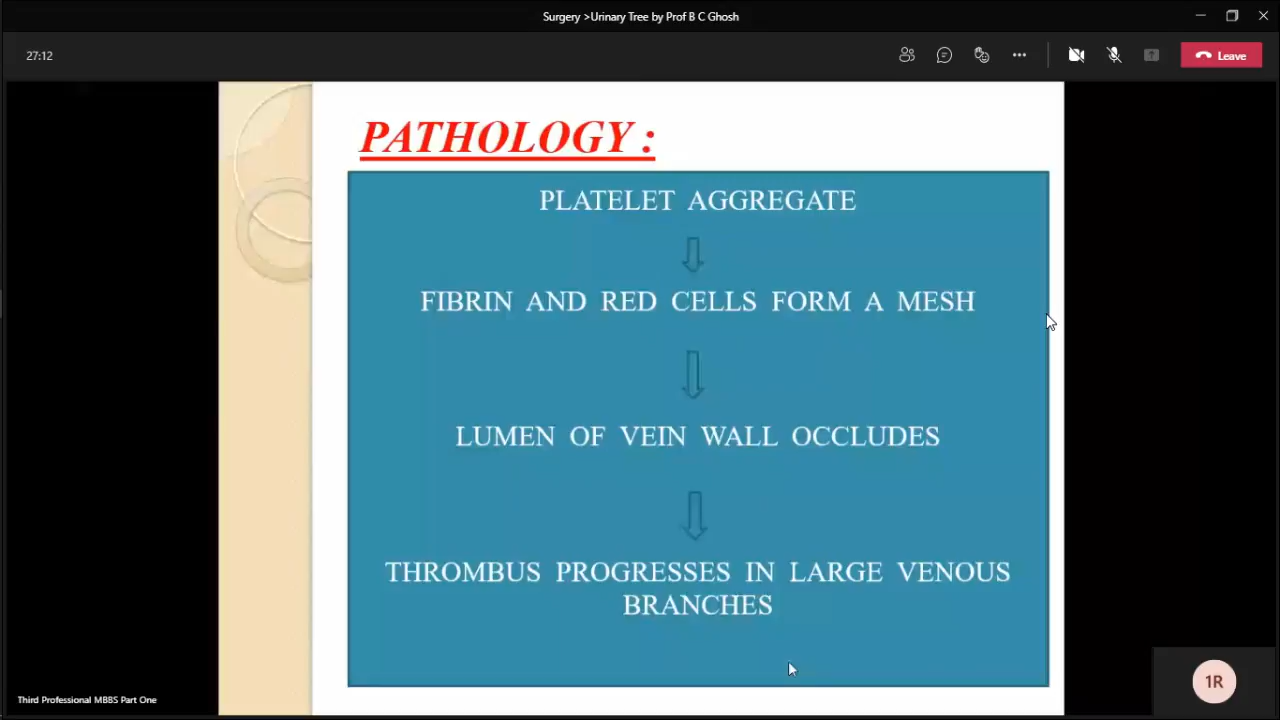 Surgery >Urinary Tree by Prof B C Ghosh
27:12
Leave
PATHOLOGY :
PLATELET AGGREGATE
FIBRIN AND RED CELLS FORM A MESH
LUMEN OF VEIN WALL OCCLUDES
THROMBUS PROGRESSES IN LARGE VENOUS
BRANCHES
Third Professional MBBS Part One
1R